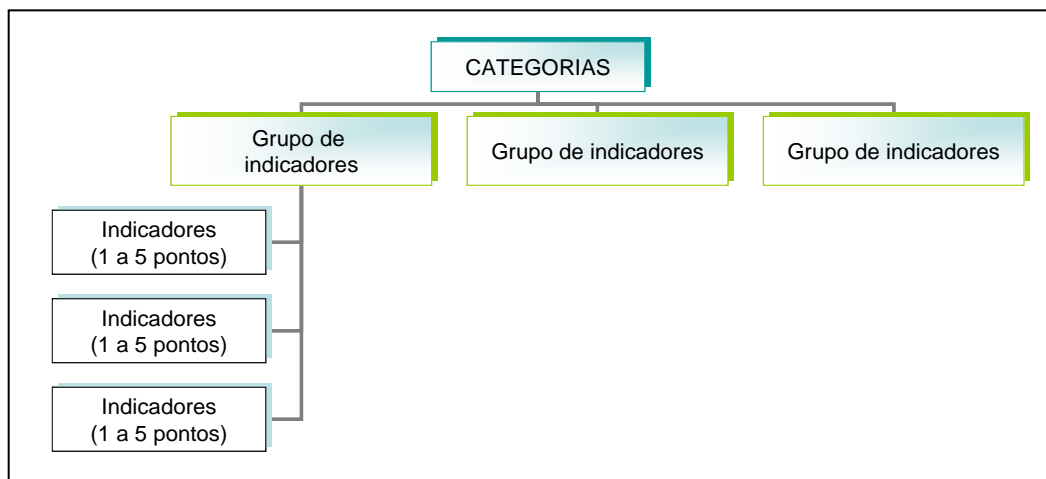 CATEGORIAS
Grupo de
indicadores
Grupo de indicadores
Grupo de indicadores
Indicadores
(1 a 5 pontos)
Indicadores
(1 a 5 pontos)
Indicadores
(1 a 5 pontos)